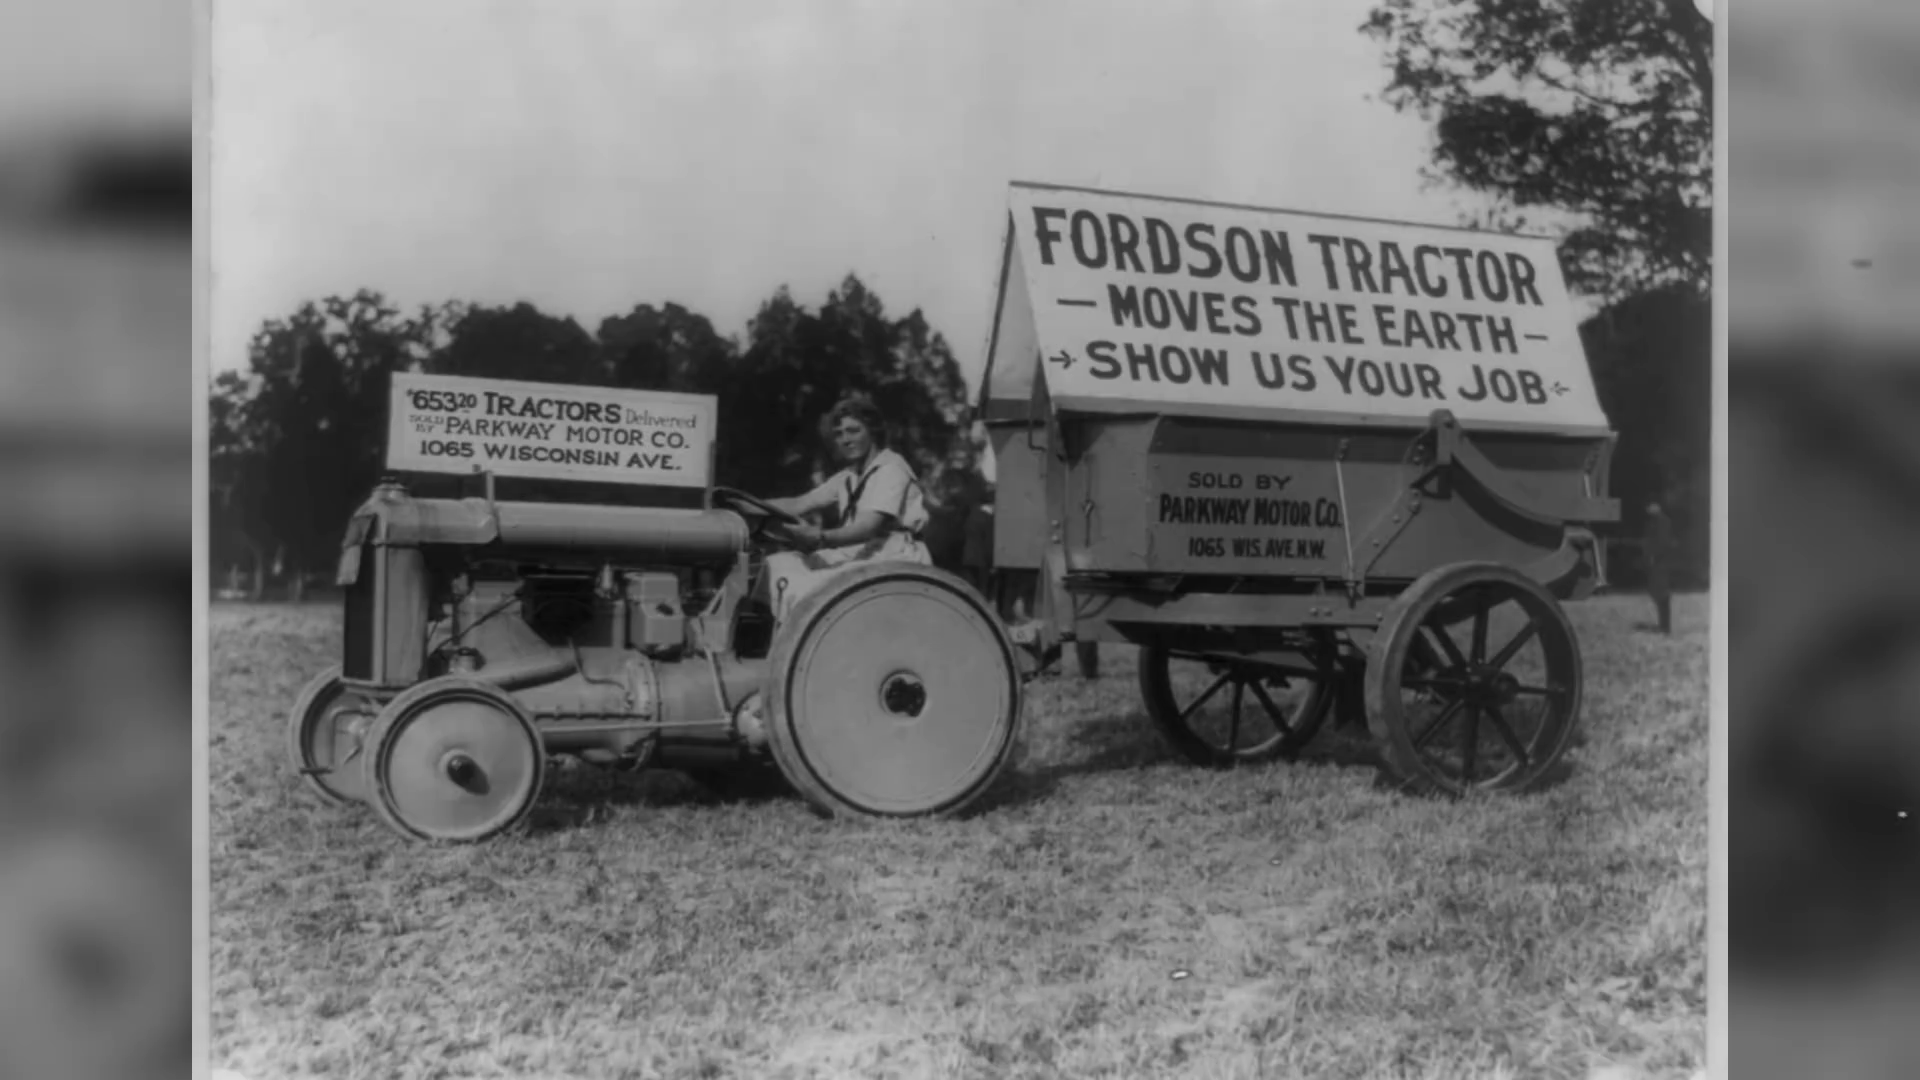 $653.20 TRACTORS Delivered
SOLD BY PARKWAY MOTOR CO.
1065 WISCONSIN AVE.
FORDSON TRACTOR
— MOVES THE EARTH —
→ SHOW US YOUR JOB ←
SOLD BY
PARKWAY MOTOR CO.
1065 WIS. AVE. N.W.